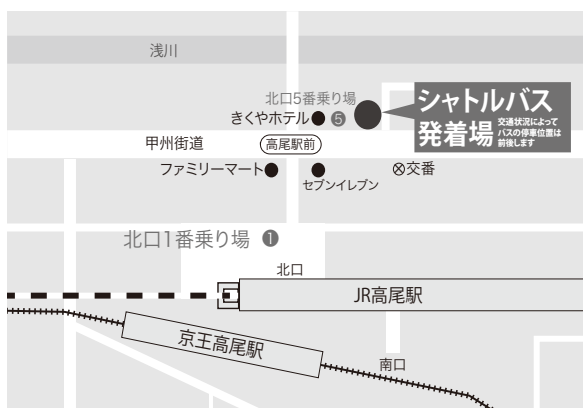 浅川
北口5番乗り場
きくやホテル ❺
シャトルバス
発着場
交通状況によって
バスの停車位置は
前後します
甲州街道
高尾駅前
ファミリーマート
セブンイレブン
交番
北口1番乗り場 ❶
北口
JR高尾駅
京王高尾駅
南口